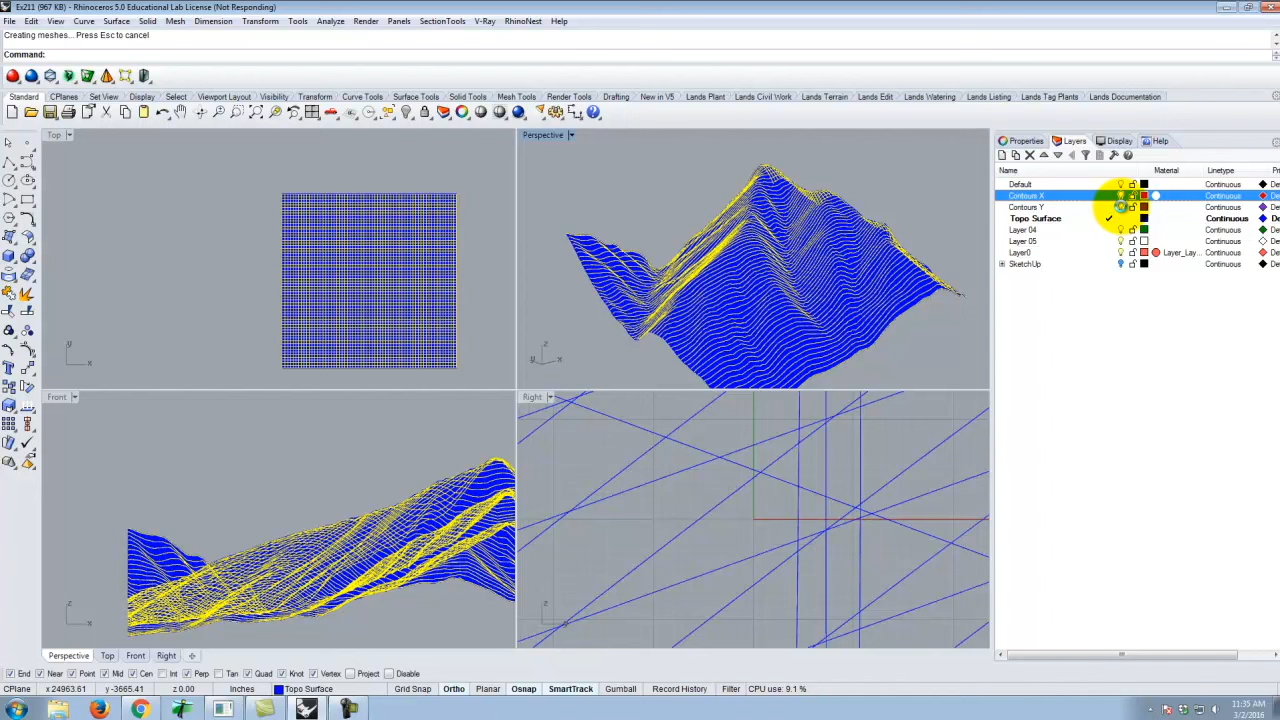 Ex211 (967 KB) - Rhinoceros 5.0 Educational Lab License (Not Responding)
File Edit View Curve Surface Solid Mesh Dimension Transform Tools Analyze Render Panels SectionTools V-Ray RhinoNest Help
Creating meshes... Press Esc to cancel
Command:
Standard CPlanes Set View Display Select Viewport Layout Visibility Transform Curve Tools Surface Tools Solid Tools Mesh Tools Render Tools Drafting New in V5 Lands Plant Lands Civil Work Lands Terrain Lands Edit Lands Watering Lands Listing Lands Tag Plants Lands Documentation
Top
Perspective
Properties Layers Display Help
Name Material Linetype
Default Continuous
Contours X Continuous De
Contours Y Continuous De
Topo Surface Continuous De
Layer 04 Continuous De
Layer 05 Continuous De
Layer0 Layer_Lay... Continuous De
SketchUp Continuous De
y x
z y x
Front
Right
z x
z
Perspective Top Front Right
End Near Point Mid Cen Int Perp Tan Quad Knot Vertex Project Disable
CPlane x 24963.61 y -3665.41 z 0.00 Inches Topo Surface Grid Snap Ortho Planar Osnap SmartTrack Gumball Record History Filter CPU use: 9.1 %
11:35 AM
3/2/2016